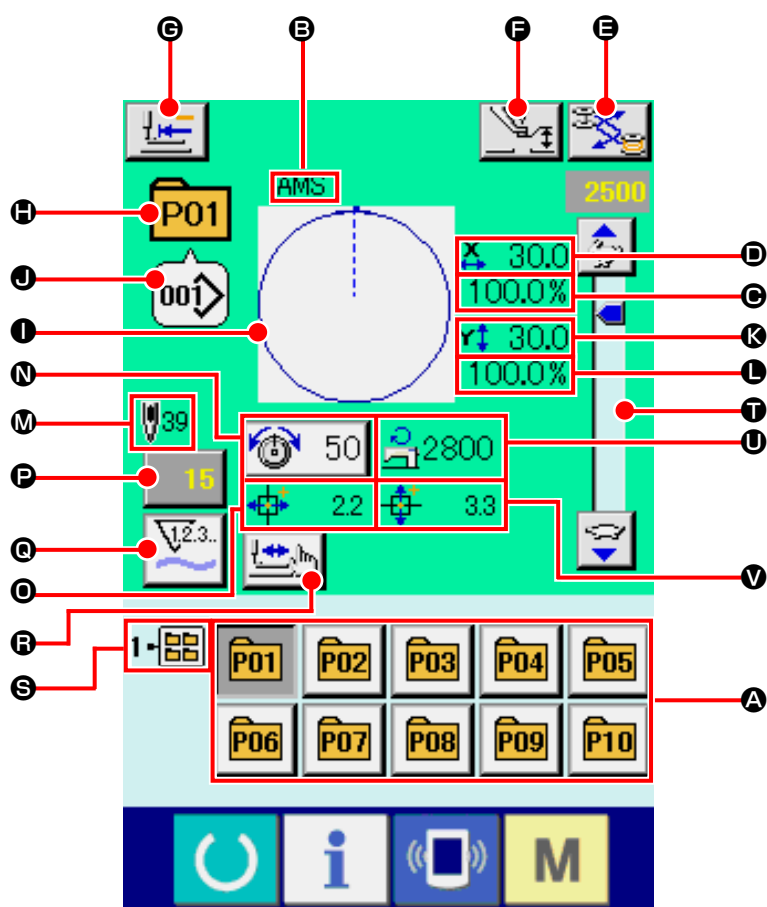 G B F E
AMS
2500
H P01
X 30.0 D
J 001 100.0% C
I Y 30.0 K
N 100.0% L
M 39 T
50 2800 U
P 15
2.2 3.3
Q 1.2.3..
O V
R
S 1 P01 P02 P03 P04 P05 A
P06 P07 P08 P09 P10
i M